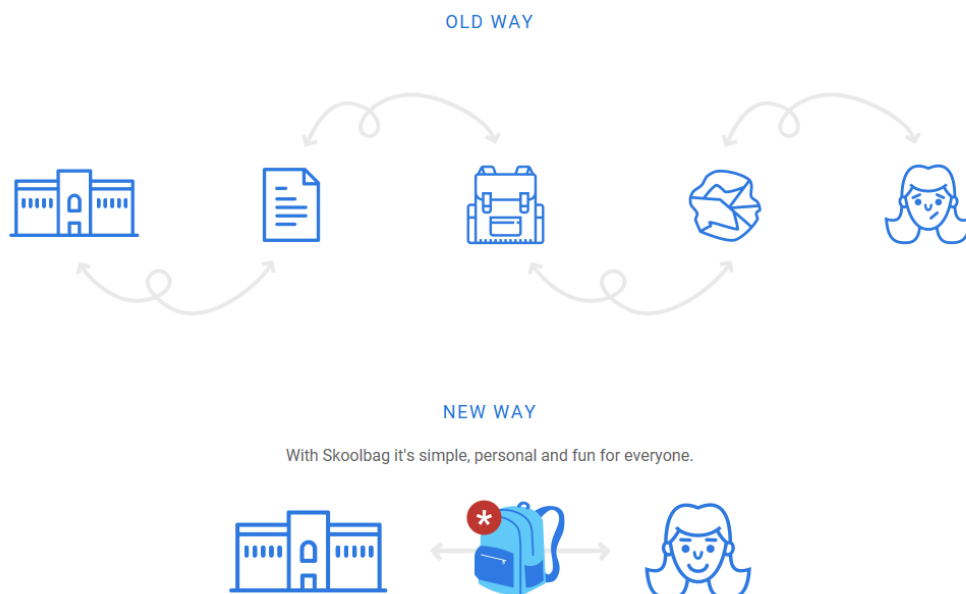 OLD WAY
NEW WAY
With Skoolbag it's simple, personal and fun for everyone.
*